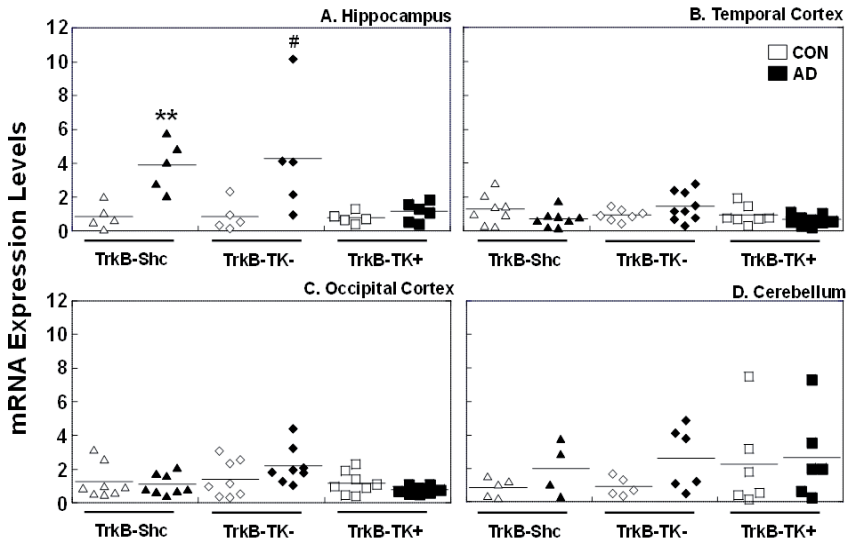 A. Hippocampus
B. Temporal Cortex
12
10
8
6
4
2
0
**
#
CON
AD
TrkB-Shc
TrkB-TK-
TrkB-TK+
TrkB-Shc
TrkB-TK-
TrkB-TK+
mRNA Expression Levels
C. Occipital Cortex
D. Cerebellum
12
10
8
6
4
2
0
TrkB-Shc
TrkB-TK-
TrkB-TK+
TrkB-Shc
TrkB-TK-
TrkB-TK+